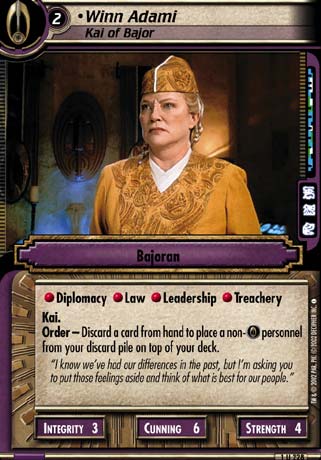 2
•Winn Adami
Kai of Bajor
Bajoran
Diplomacy Law Leadership Treachery
Kai.
Order – Discard a card from hand to place a non- personnel
from your discard pile on top of your deck.
“I know we’ve had our differences in the past, but I’m asking you
to put those feelings aside and think of what is best for our people.”
INTEGRITY 3 CUNNING 6 STRENGTH 4